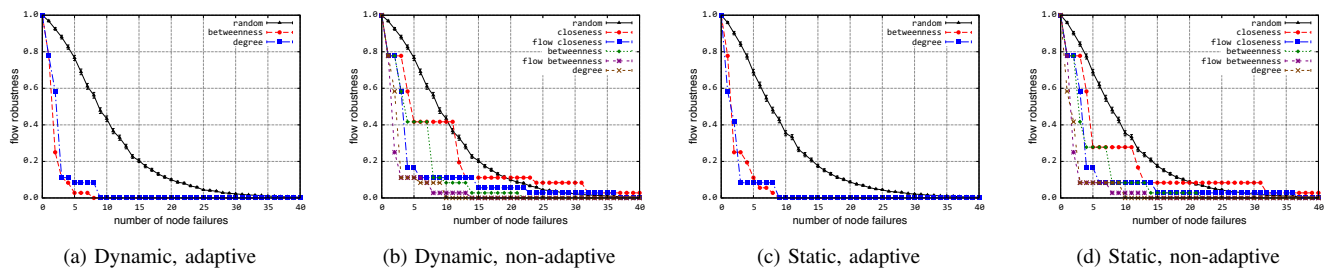 flow robustness
1.0
0.8
0.6
0.4
0.2
0.0
0 5 10 15 20 25 30 35 40
number of node failures
random
betweenness
degree
(a) Dynamic, adaptive
flow robustness
1.0
0.8
0.6
0.4
0.2
0.0
0 5 10 15 20 25 30 35 40
number of node failures
random
closeness
flow closeness
betweenness
flow betweenness
degree
(b) Dynamic, non-adaptive
flow robustness
1.0
0.8
0.6
0.4
0.2
0.0
0 5 10 15 20 25 30 35 40
number of node failures
random
betweenness
degree
(c) Static, adaptive
flow robustness
1.0
0.8
0.6
0.4
0.2
0.0
0 5 10 15 20 25 30 35 40
number of node failures
random
closeness
flow closeness
betweenness
flow betweenness
degree
(d) Static, non-adaptive